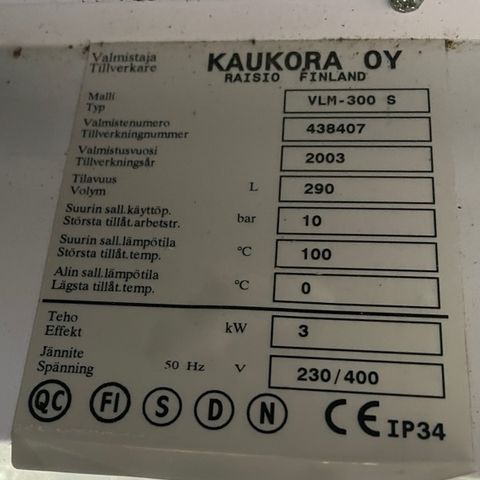 Valmistaja KAUKORA OY
Tillverkare RAISIO FINLAND
Malli
Typ VLM-300 S
Valmistenumero
Tillverkningnummer 438407
Valmistusvuosi
Tillverkningsår 2003
Tilavuus
Volym L 290
Suurin sall.käyttöp.
Största tillåt.arbetstr. bar 10
Suurin sall.lämpötila
Största tillåt.temp. °C 100
Alin sall.lämpötila
Lägsta tillåt.temp. °C 0
Teho
Effekt kW 3
Jännite
Spänning 50 Hz V 230/400
QC FI S D N CE IP34